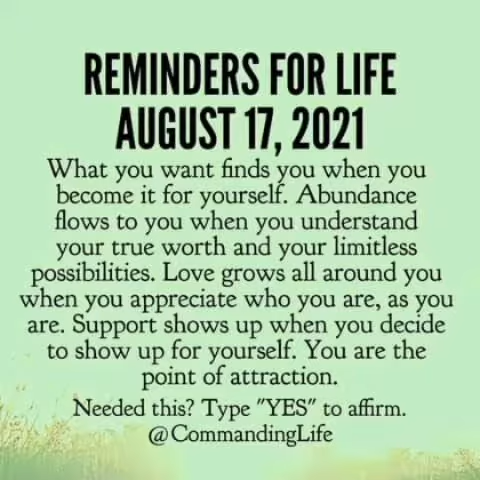 REMINDERS FOR LIFE
AUGUST 17, 2021
What you want finds you when you
become it for yourself. Abundance
flows to you when you understand
your true worth and your limitless
possibilities. Love grows all around you
when you appreciate who you are, as you
are. Support shows up when you decide
to show up for yourself. You are the
point of attraction.
Needed this? Type "YES" to affirm.
@CommandingLife